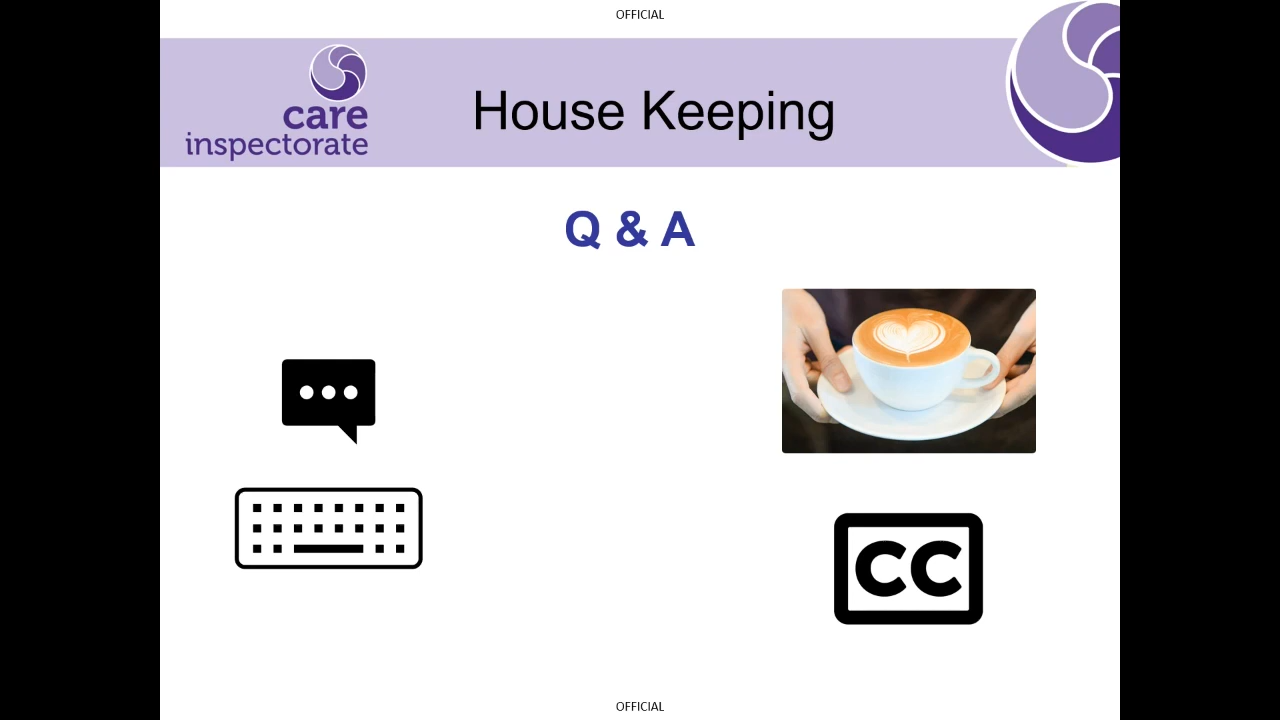 OFFICIAL
care
inspectorate
House Keeping
Q & A
CC
OFFICIAL